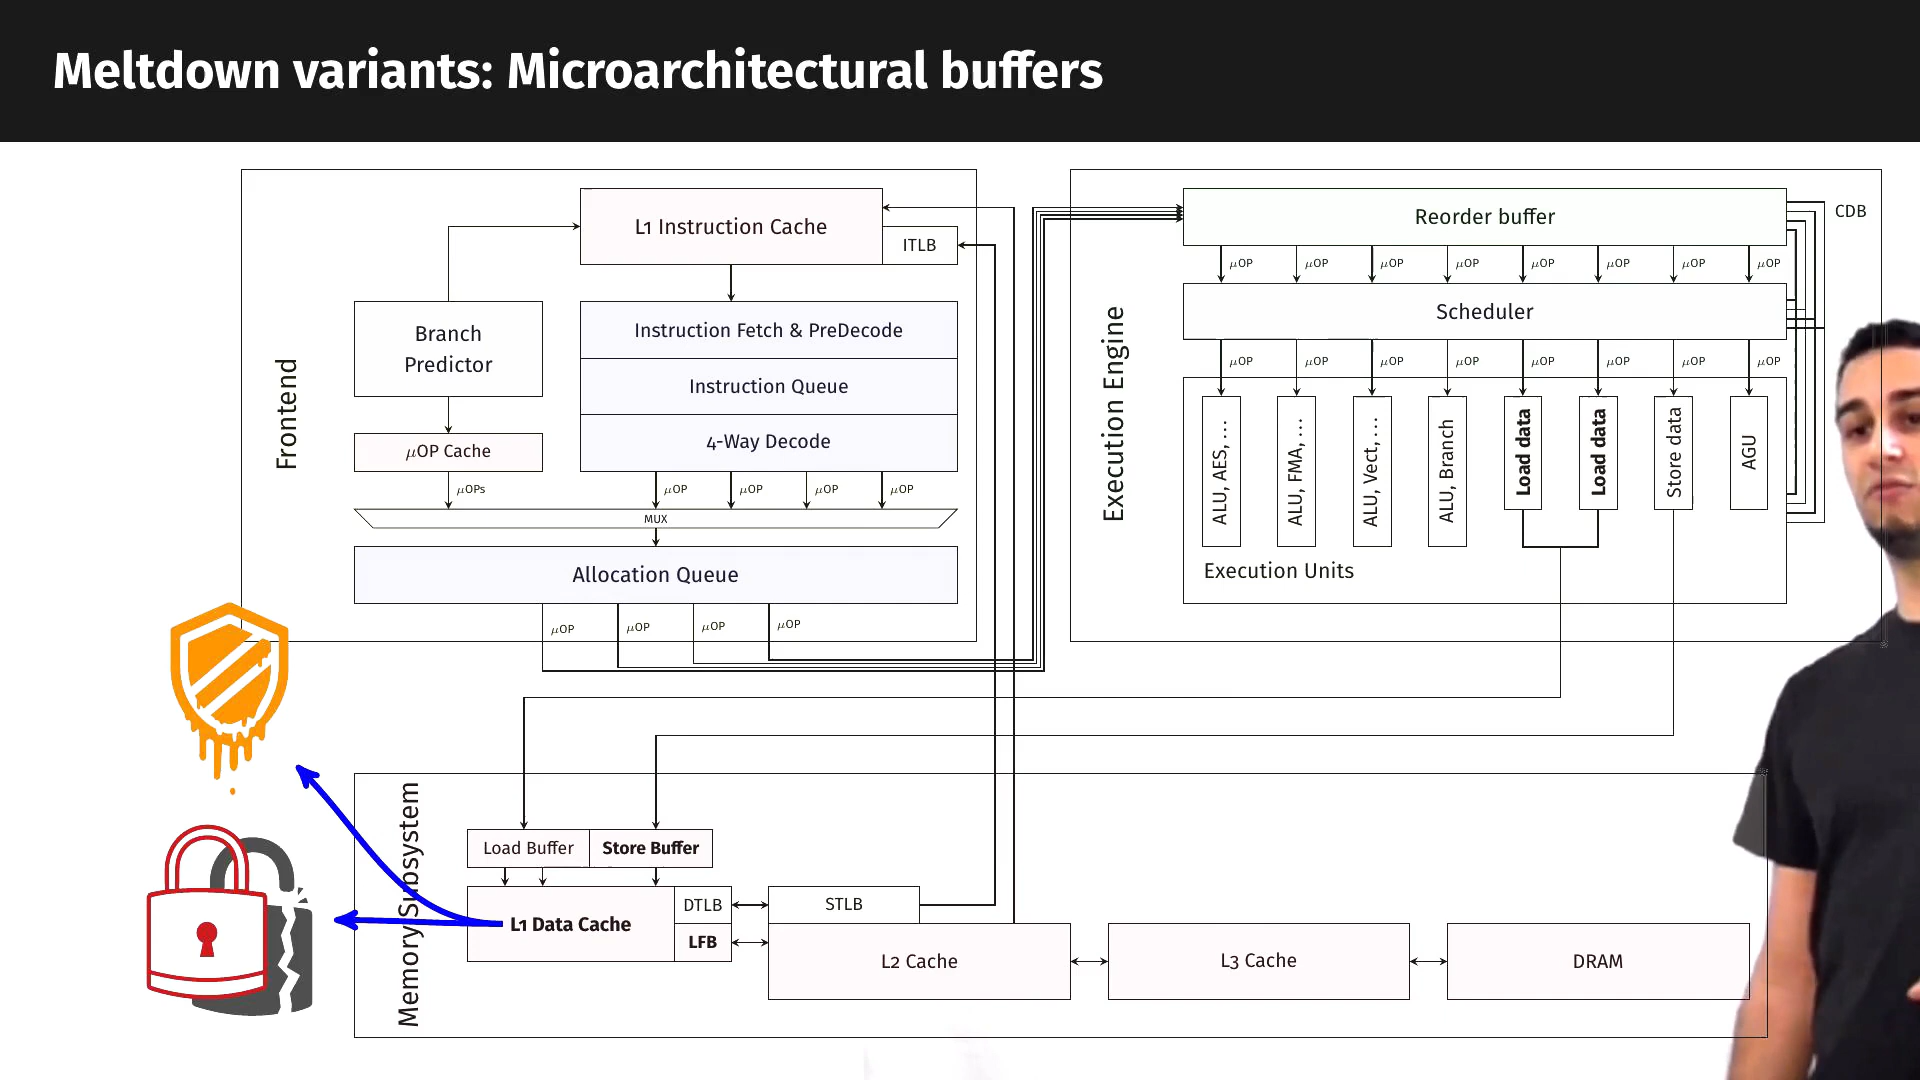 Meltdown variants: Microarchitectural buffers
Frontend
L1 Instruction Cache
ITLB
Branch
Predictor
Instruction Fetch & PreDecode
Instruction Queue
4-Way Decode
μOP Cache
μOPs
μOP
μOP
μOP
μOP
MUX
Allocation Queue
μOP
μOP
μOP
μOP
Execution Engine
Reorder buffer
CDB
μOP
μOP
μOP
μOP
μOP
μOP
μOP
μOP
Scheduler
μOP
μOP
μOP
μOP
μOP
μOP
μOP
μOP
ALU, AES, ...
ALU, FMA, ...
ALU, Vect, ...
ALU, Branch
Load data
Load data
Store data
AGU
Execution Units
Memory Subsystem
Load Buffer
Store Buffer
L1 Data Cache
DTLB
LFB
STLB
L2 Cache
L3 Cache
DRAM